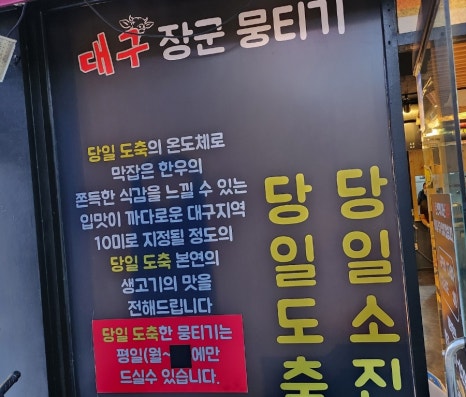 대구 장군 뭉티기
당일 도축의 온도체로
막잡은 한우의
쫀득한 식감을 느낄 수 있는
입맛이 까다로운 대구지역
10미로 지정될 정도의
당일 도축 본연의
생고기의 맛을
전해드립니다
당일 도축한 뭉티기는
평일(월~ 에만
드실수 있습니다.
당일도축
당일소진